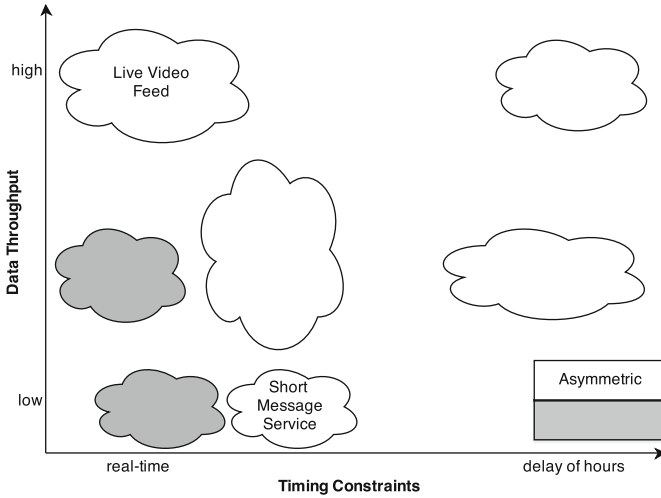 high
Live Video
Feed
Data Throughput
low
Short
Message
Service
Asymmetric
real-time
delay of hours
Timing Constraints